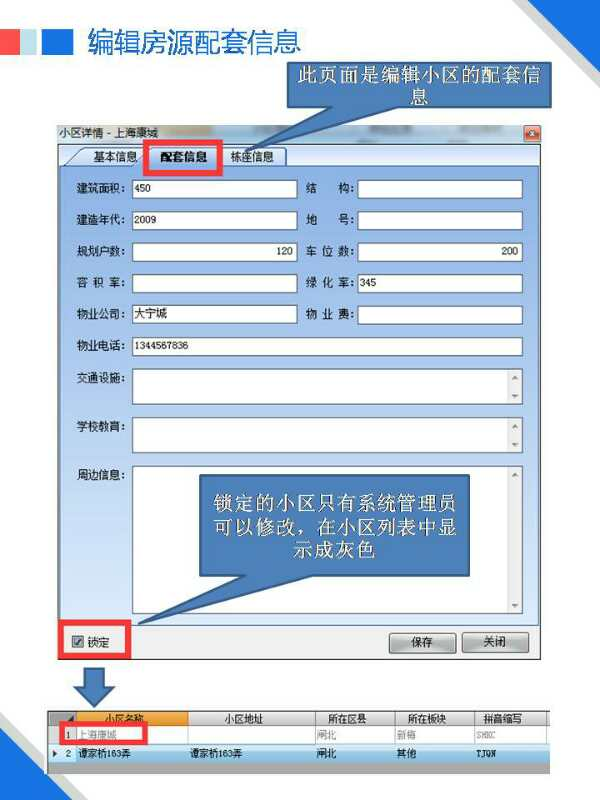 编辑房源配套信息
此页面是编辑小区的配套信
息
小区详情 - 上海康城
基本信息 配套信息 栋座信息
建筑面积: 450 结 构:
建造年代: 2009 地 号:
规划户数: 120 车 位 数: 200
容 积 率: 绿 化 率: 345
物业公司: 大宁城 物 业 费:
物业电话: 1344567836
交通设施:
学校教育:
周边信息:
锁定的小区只有系统管理员
可以修改，在小区列表中显
示成灰色
锁定 保存 关闭
小区名称 小区地址 所在区县 所在板块 拼音缩写
1 上海康城 闸北 新梅 SHKC
2 谭家桥163弄 谭家桥163弄 闸北 其他 TJQN